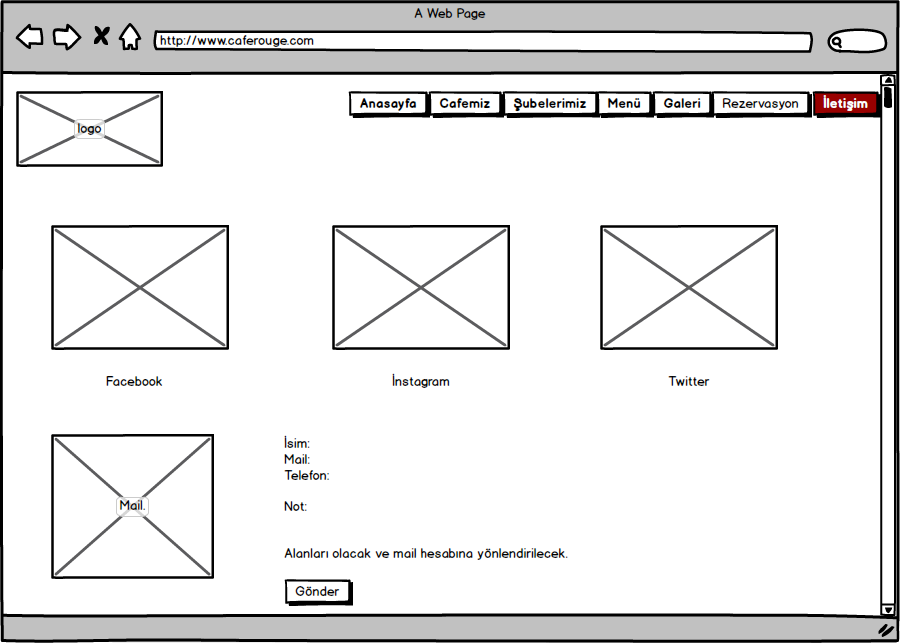 A Web Page
http://www.caferouge.com
logo
Anasayfa Cafemiz Şubelerimiz Menü Galeri Rezervasyon İletişim
Facebook İnstagram Twitter
Mail.
İsim:
Mail:
Telefon:
Not:
Alanları olacak ve mail hesabına yönlendirilecek.
Gönder